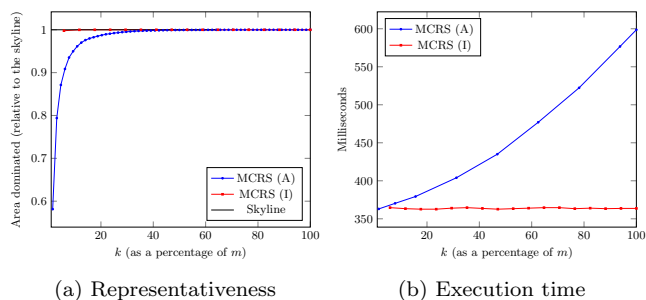 Area dominated (relative to the skyline)
1
0.9
0.8
0.7
0.6
20 40 60 80 100
k (as a percentage of m)
MCRS (A)
MCRS (I)
Skyline
(a) Representativeness
Milliseconds
600
550
500
450
400
350
20 40 60 80 100
k (as a percentage of m)
MCRS (A)
MCRS (I)
(b) Execution time